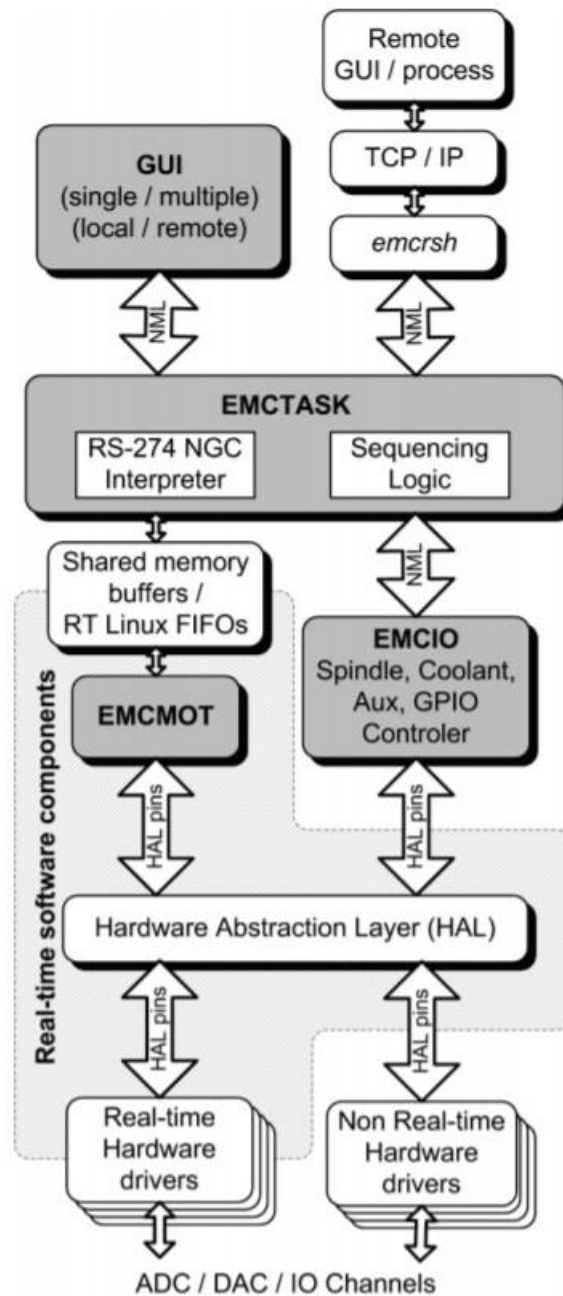 Remote
GUI / process
TCP / IP
emcrsh
GUI
(single / multiple)
(local / remote)
NML
NML
EMCTASK
RS-274 NGC
Interpreter
Sequencing
Logic
Shared memory
buffers /
RT Linux FIFOs
NML
EMCMOT
EMCIO
Spindle, Coolant,
Aux, GPIO
Controler
Real-time software components
HAL pins
HAL pins
Hardware Abstraction Layer (HAL)
HAL pins
HAL pins
Real-time
Hardware
drivers
Non Real-time
Hardware
drivers
ADC / DAC / IO Channels